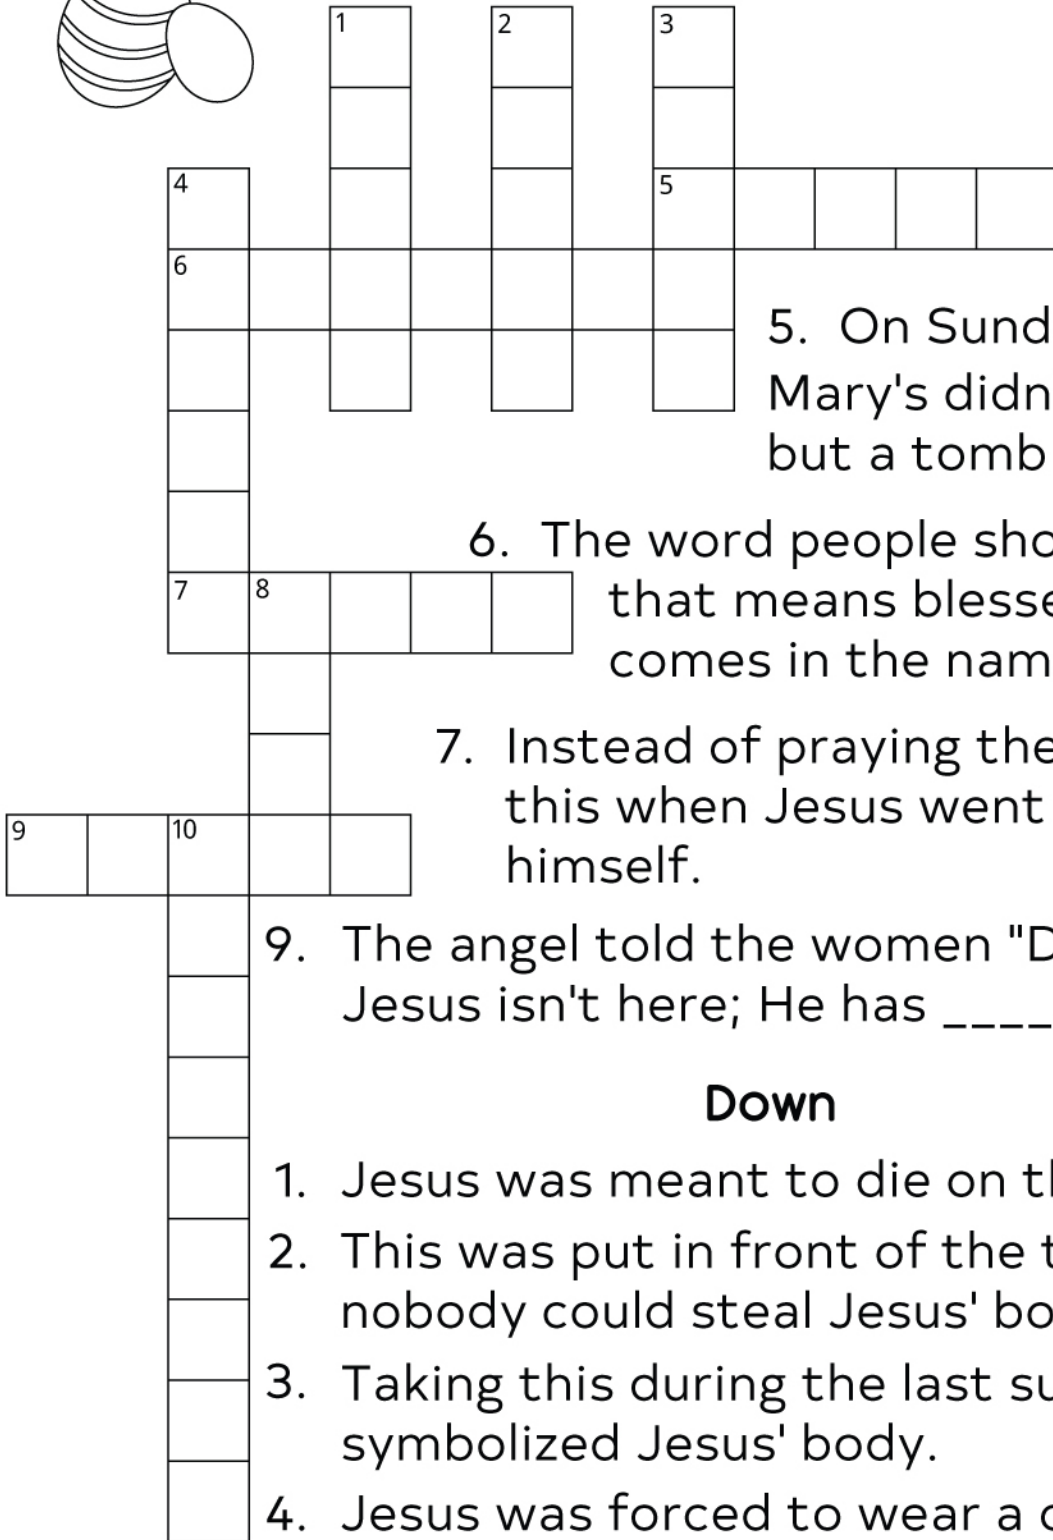 1
2
3
4
5
6
5. On Sund
Mary's didn
but a tomb
6. The word people sho
that means blesse
comes in the nam
7
8
7. Instead of praying the
this when Jesus went
himself.
9
10
9. The angel told the women "D
Jesus isn't here; He has ____
Down
1. Jesus was meant to die on th
2. This was put in front of the t
nobody could steal Jesus' bo
3. Taking this during the last su
symbolized Jesus' body.
4. Jesus was forced to wear a c